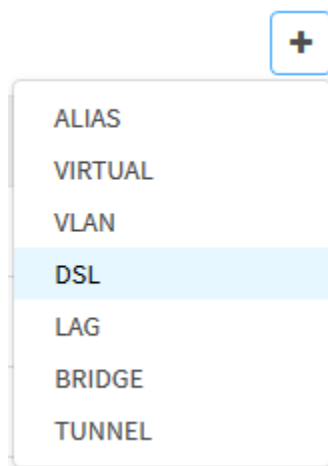 +
ALIAS
VIRTUAL
VLAN
DSL
LAG
BRIDGE
TUNNEL